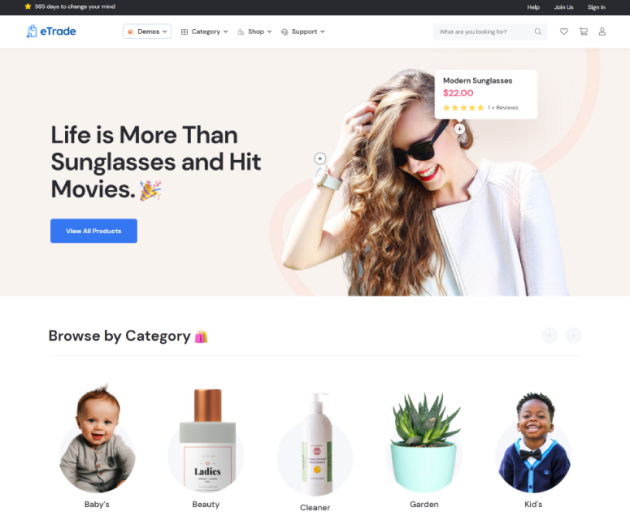 365 days to change your mind
Help
Join Us
Sign In
eTrade
Demos
Category
Shop
Support
What are you looking for?
Modern Sunglasses
$22.00
1+ Reviews
Life is More Than
Sunglasses and Hit
Movies.
View All Products
Browse by Category
Ladies
Baby's
Beauty
Cleaner
Garden
Kid's